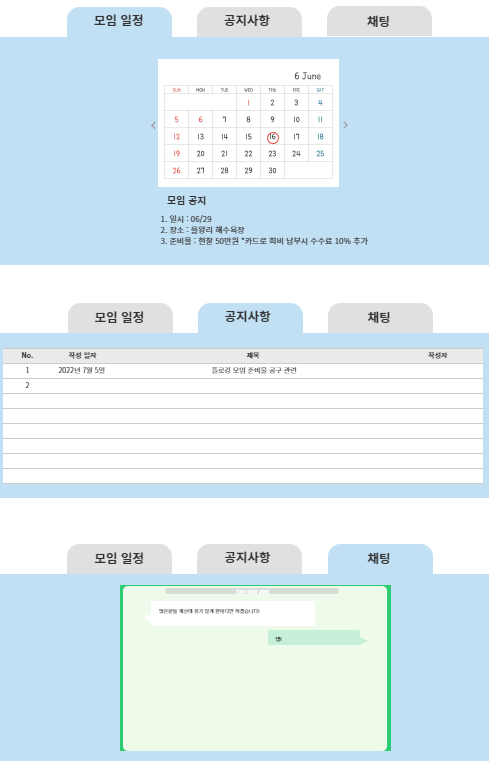 모임 일정 공지사항 채팅
6 June
SUN MON TUE WED THU FRI SAT
1 2 3 4
5 6 7 8 9 10 11
12 13 14 15 16 17 18
19 20 21 22 23 24 25
26 27 28 29 30
모임 공지
1. 일시 : 06/29
2. 장소 : 을왕리 해수욕장
3. 준비물 : 현찰 50만원 *카드로 회비 납부시 수수료 10% 추가
모임 일정 공지사항 채팅
No. 작성 일자 제목 작성자
1 2022년 7월 5일 플로깅 모임 준비물 공구 관련
2
모임 일정 공지사항 채팅